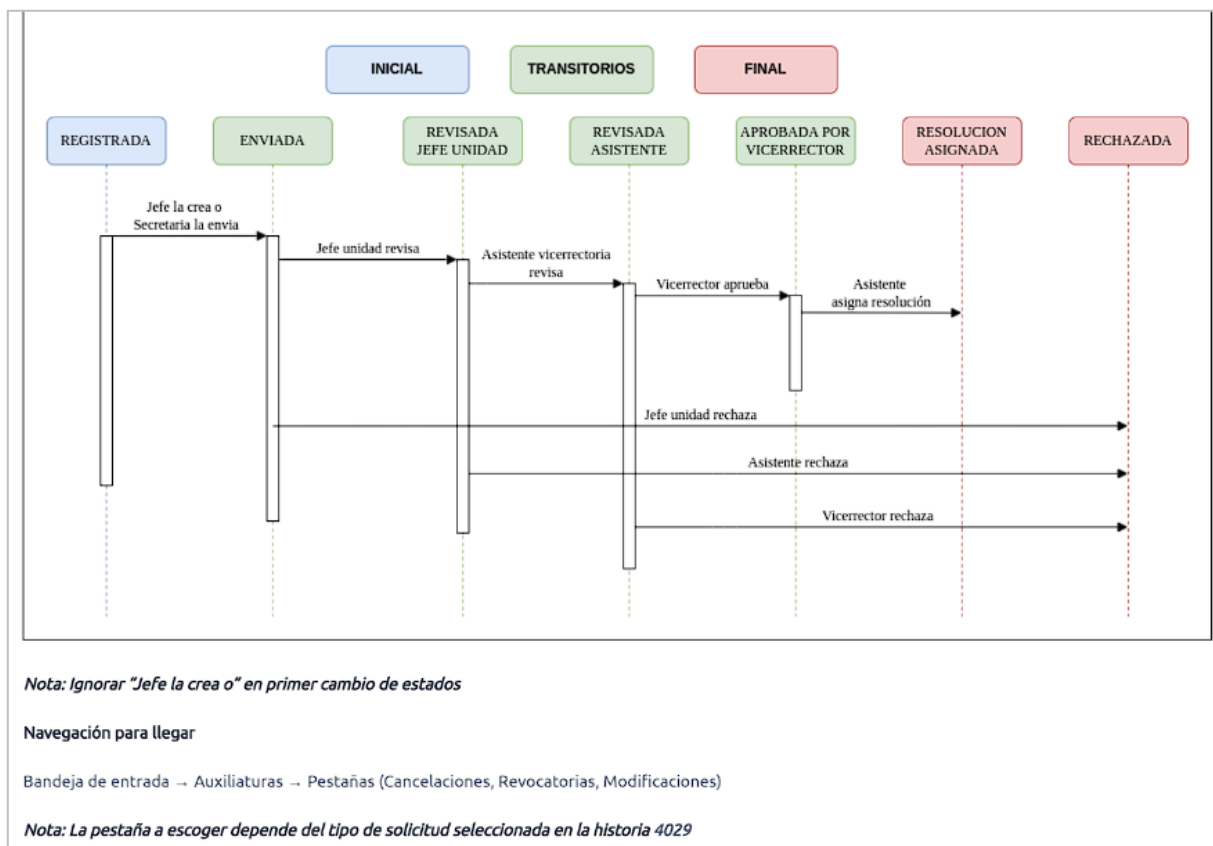 INICIAL
TRANSITORIOS
FINAL
REGISTRADA
ENVIADA
REVISADA
JEFE UNIDAD
REVISADA
ASISTENTE
APROBADA POR
VICERRECTOR
RESOLUCION
ASIGNADA
RECHAZADA
Jefe la crea o
Secretaria la envia
Jefe unidad revisa
Asistente vicerrectoria
revisa
Vicerrector aprueba
Asistente
asigna resolución
Jefe unidad rechaza
Asistente rechaza
Vicerrector rechaza
Nota: Ignorar “Jefe la crea o” en primer cambio de estados
Navegación para llegar
Bandeja de entrada → Auxiliaturas → Pestañas (Cancelaciones, Revocatorias, Modificaciones)
Nota: La pestaña a escoger depende del tipo de solicitud seleccionada en la historia 4029